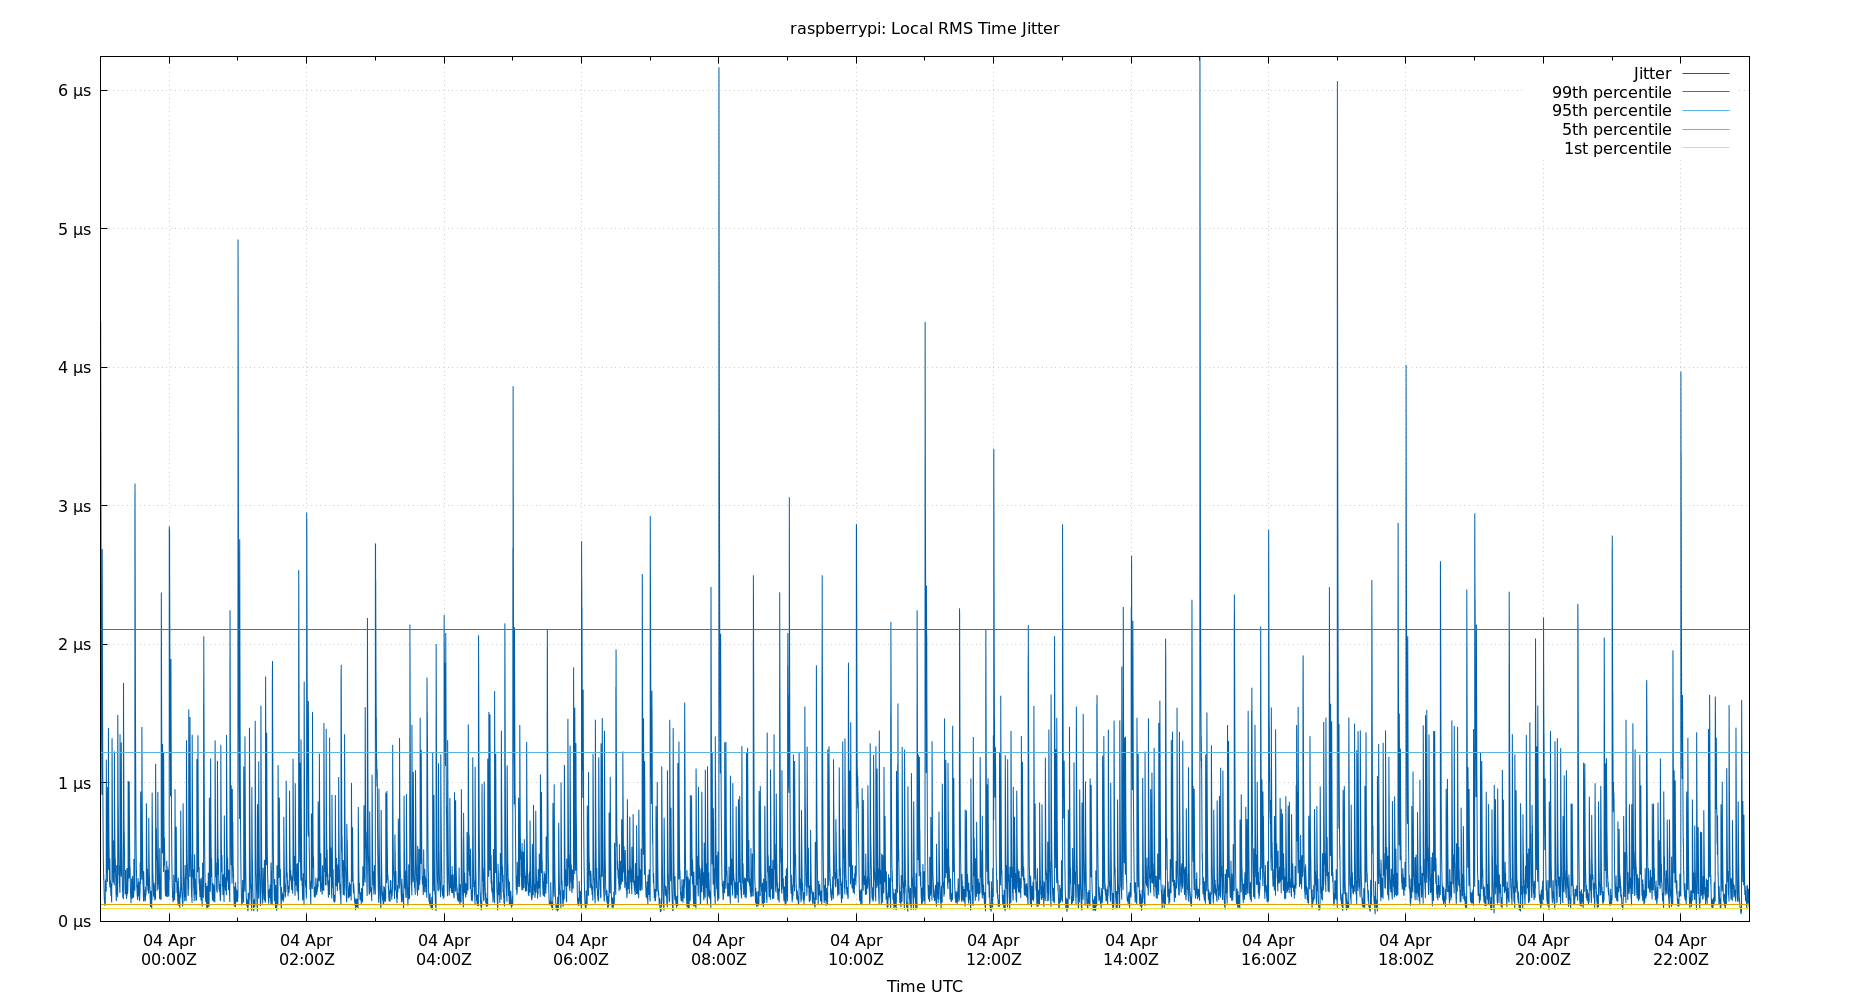 raspberrypi: Local RMS Time Jitter
Jitter
99th percentile
95th percentile
5th percentile
1st percentile
6 μs
5 μs
4 μs
3 μs
2 μs
1 μs
0 μs
04 Apr 04 Apr 04 Apr 04 Apr 04 Apr 04 Apr 04 Apr 04 Apr 04 Apr 04 Apr 04 Apr 04 Apr
00:00Z 02:00Z 04:00Z 06:00Z 08:00Z 10:00Z 12:00Z 14:00Z 16:00Z 18:00Z 20:00Z 22:00Z
Time UTC